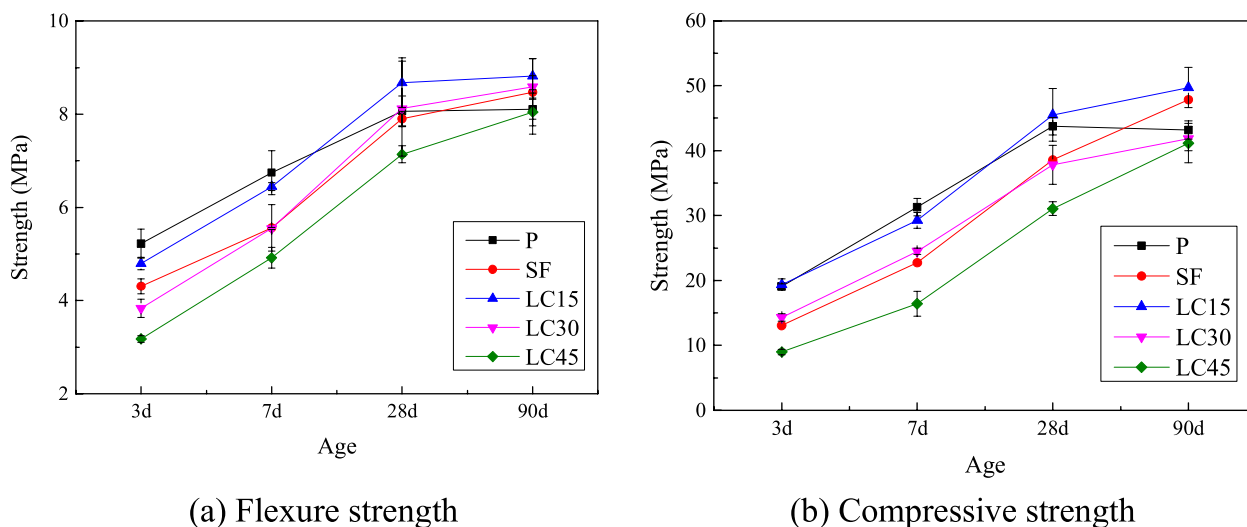 10
8
6
4
2
Strength (MPa)
3d 7d 28d 90d
Age
P
SF
LC15
LC30
LC45
(a) Flexure strength
60
50
40
30
20
10
0
Strength (MPa)
3d 7d 28d 90d
Age
P
SF
LC15
LC30
LC45
(b) Compressive strength